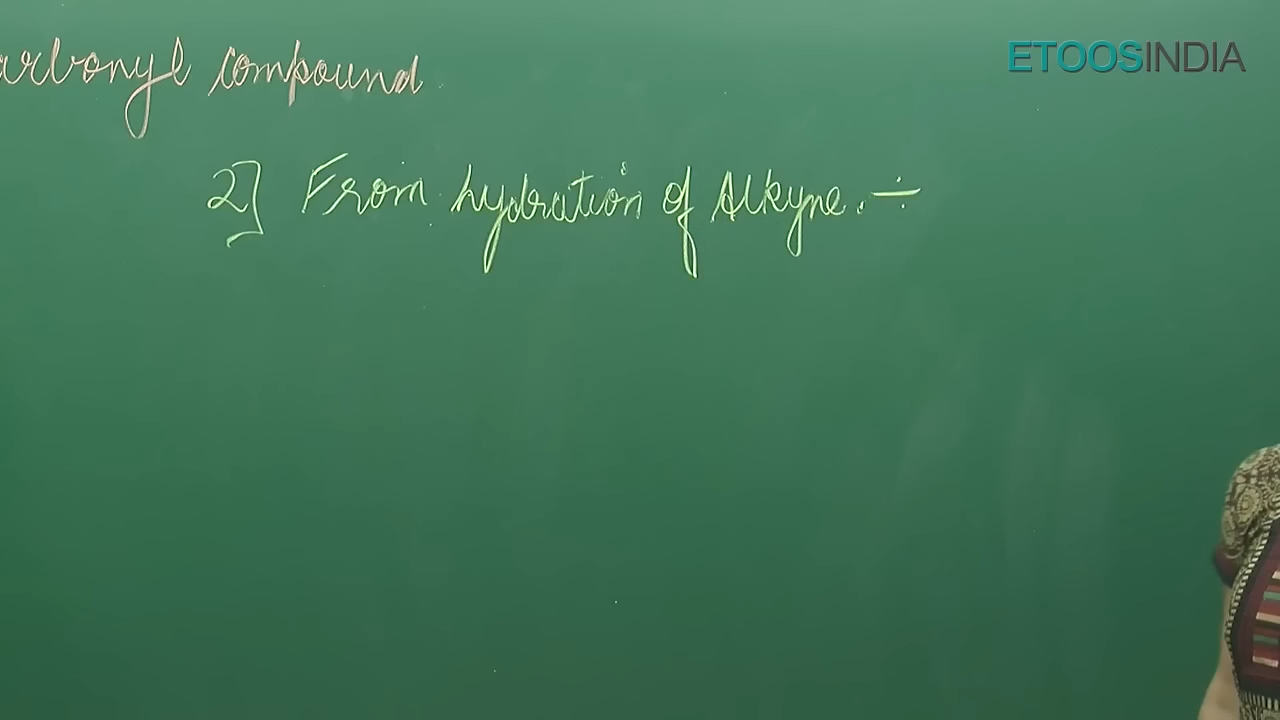 arbonyl compound
ETOOSINDIA
2] From hydration of Alkyne :-